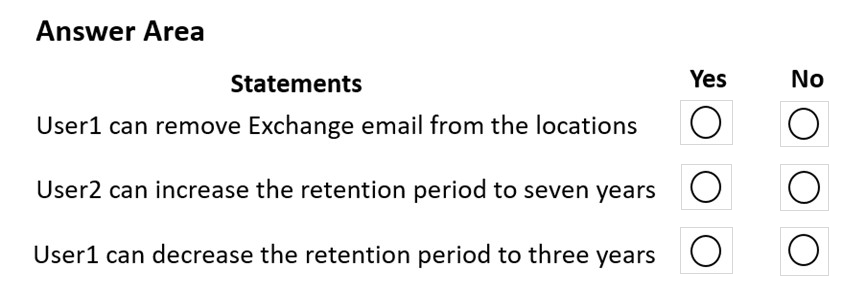 Answer Area
Statements Yes No
User1 can remove Exchange email from the locations
User2 can increase the retention period to seven years
User1 can decrease the retention period to three years